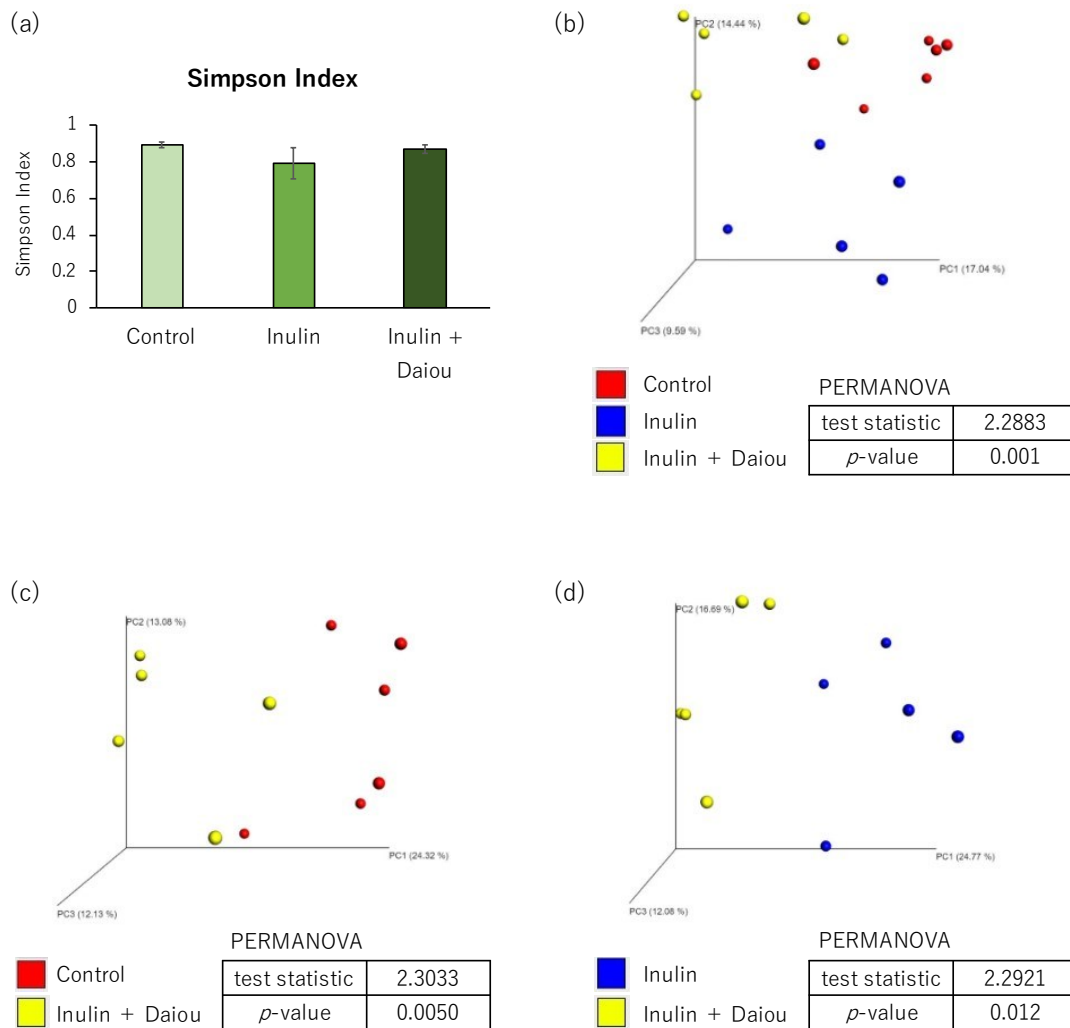 (a)
Simpson Index
Simpson Index
1
0.8
0.6
0.4
0.2
0
Control
Inulin
Inulin +
Daiou
(b)
PC2 (14.44 %)
PC1 (17.04 %)
PC3 (9.59 %)
Control
Inulin
Inulin + Daiou
PERMANOVA
test statistic 2.2883
p-value 0.001
(c)
PC2 (13.08 %)
PC1 (24.32 %)
PC3 (12.13 %)
Control
Inulin + Daiou
PERMANOVA
test statistic 2.3033
p-value 0.0050
(d)
PC2 (16.69 %)
PC1 (24.77 %)
PC3 (12.08 %)
Inulin
Inulin + Daiou
PERMANOVA
test statistic 2.2921
p-value 0.012